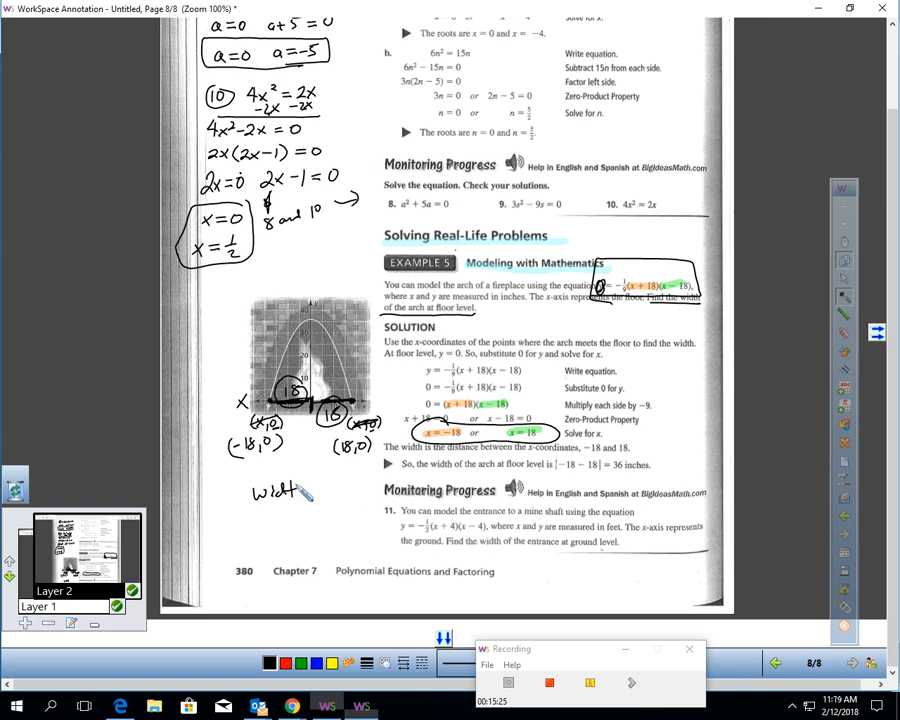 WorkSpace Annotation - Untitled, Page 8/8 (Zoom 100%)
a=0 a+5=0
a=0 a=-5
10 4x² = 2x
-2x -2x
4x²-2x = 0
2x(2x-1) = 0
2x=0 2x-1=0
x=0
x=1/2
8 and 10
The roots are x = 0 and x = −4.
b. 6n² = 15n Write equation.
6n² − 15n = 0 Subtract 15n from each side.
3n(2n − 5) = 0 Factor left side.
3n = 0 or 2n − 5 = 0 Zero-Product Property
n = 0 or n = 5/2 Solve for n.
The roots are n = 0 and n = 5/2.
Monitoring Progress Help in English and Spanish at BigIdeasMath.com
Solve the equation. Check your solutions.
8. a² + 5a = 0 9. 3s² − 9s = 0 10. 4x² = 2x
Solving Real-Life Problems
EXAMPLE 5 Modeling with Mathematics
You can model the arch of a fireplace using the equation 0 = −1/9(x + 18)(x − 18),
where x and y are measured in inches. The x-axis represents the floor. Find the width
of the arch at floor level.
SOLUTION
Use the x-coordinates of the points where the arch meets the floor to find the width.
At floor level, y = 0. So, substitute 0 for y and solve for x.
y = −1/9(x + 18)(x − 18) Write equation.
0 = −1/9(x + 18)(x − 18) Substitute 0 for y.
0 = (x + 18)(x − 18) Multiply each side by −9.
x + 18 = 0 or x − 18 = 0 Zero-Product Property
x = −18 or x = 18 Solve for x.
The width is the distance between the x-coordinates, −18 and 18.
So, the width of the arch at floor level is |−18 − 18| = 36 inches.
y
20
10
18
18
X
(x,0)
(-18,0) (18,0)
widt
Monitoring Progress Help in English and Spanish at BigIdeasMath.com
11. You can model the entrance to a mine shaft using the equation
y = −1/2(x + 4)(x − 4), where x and y are measured in feet. The x-axis represents
the ground. Find the width of the entrance at ground level.
380 Chapter 7 Polynomial Equations and Factoring
Layer 2
Layer 1
WS Recording
File Help
00:15:25
8/8
11:19 AM
2/12/2018